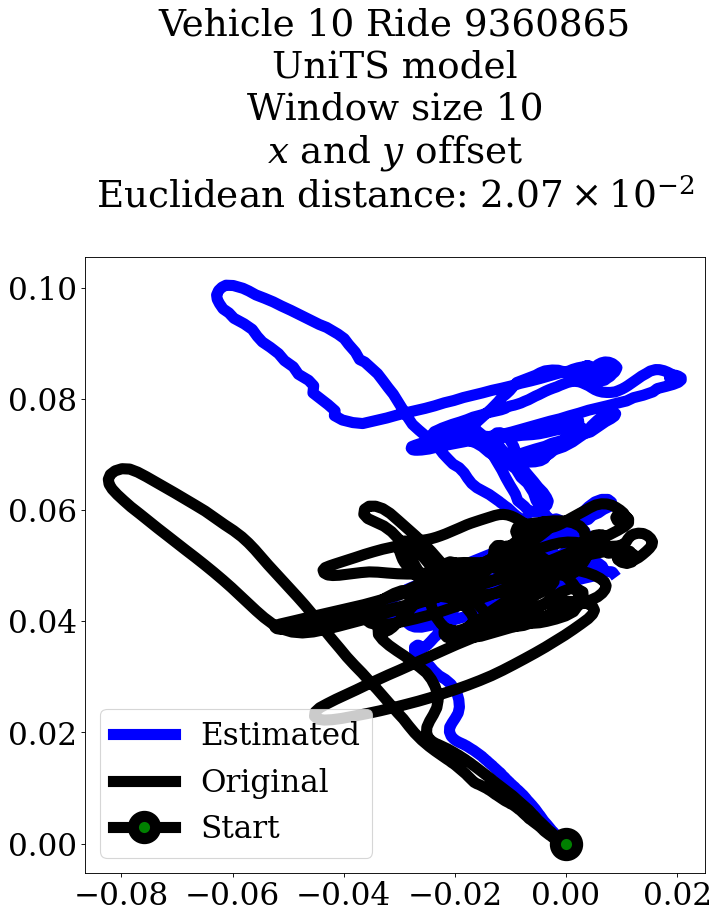 Vehicle 10 Ride 9360865
UniTS model
Window size 10
x and y offset
Euclidean distance: 2.07 × 10⁻²
0.10
0.08
0.06
0.04
0.02
0.00
Estimated
Original
Start
−0.08 −0.06 −0.04 −0.02 0.00 0.02